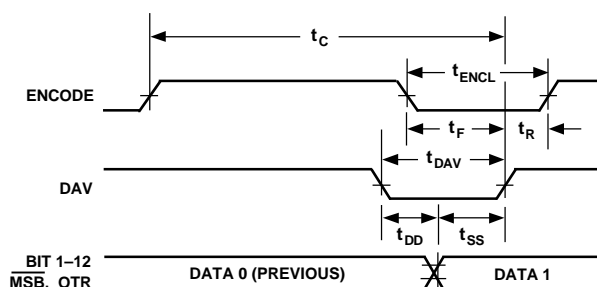 t_C
t_ENCL
ENCODE
t_F
t_R
t_DAV
DAV
t_DD
t_SS
BIT 1–12
DATA 0 (PREVIOUS)
DATA 1
MSB, OTR